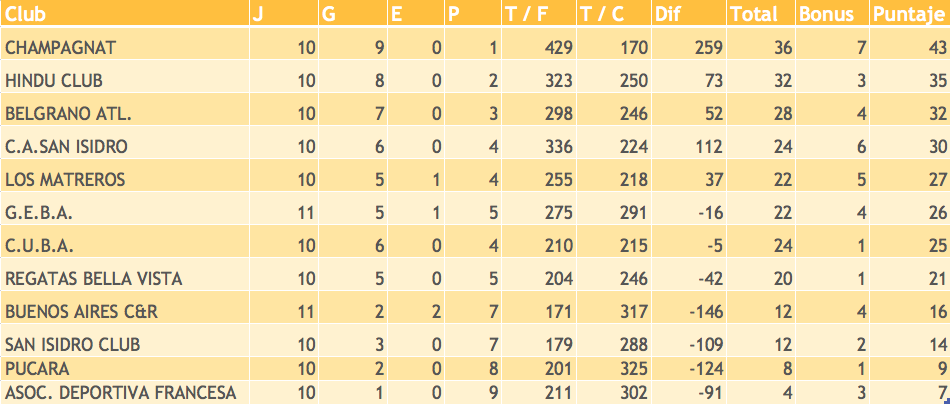 Club J G E P T / F T / C Dif Total Bonus Puntaje
CHAMPAGNAT 10 9 0 1 429 170 259 36 7 43
HINDU CLUB 10 8 0 2 323 250 73 32 3 35
BELGRANO ATL. 10 7 0 3 298 246 52 28 4 32
C.A.SAN ISIDRO 10 6 0 4 336 224 112 24 6 30
LOS MATREROS 10 5 1 4 255 218 37 22 5 27
G.E.B.A. 11 5 1 5 275 291 -16 22 4 26
C.U.B.A. 10 6 0 4 210 215 -5 24 1 25
REGATAS BELLA VISTA 10 5 0 5 204 246 -42 20 1 21
BUENOS AIRES C&R 11 2 2 7 171 317 -146 12 4 16
SAN ISIDRO CLUB 10 3 0 7 179 288 -109 12 2 14
PUCARA 10 2 0 8 201 325 -124 8 1 9
ASOC. DEPORTIVA FRANCESA 10 1 0 9 211 302 -91 4 3 7